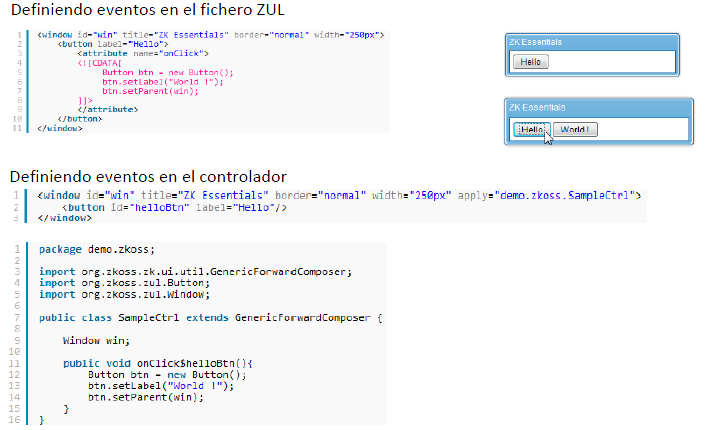 Definiendo eventos en el fichero ZUL
1 <window id="win" title="ZK Essentials" border="normal" width="250px">
2 <button label="Hello">
3 <attribute name="onClick">
4 <![CDATA[
5 Button btn = new Button();
6 btn.setLabel("World !");
7 btn.setParent(win);
8 ]]>
9 </attribute>
10 </button>
11 </window>
ZK Essentials
Hello
ZK Essentials
Hello World !
Definiendo eventos en el controlador
1 <window id="win" title="ZK Essentials" border="normal" width="250px" apply="demo.zkoss.SampleCtrl">
2 <button id="helloBtn" label="Hello"/>
3 </window>
1 package demo.zkoss;
2
3 import org.zkoss.zk.ui.util.GenericForwardComposer;
4 import org.zkoss.zul.Button;
5 import org.zkoss.zul.Window;
6
7 public class SampleCtrl extends GenericForwardComposer {
8
9 Window win;
10
11 public void onClick$helloBtn(){
12 Button btn = new Button();
13 btn.setLabel("World !");
14 btn.setParent(win);
15 }
16 }